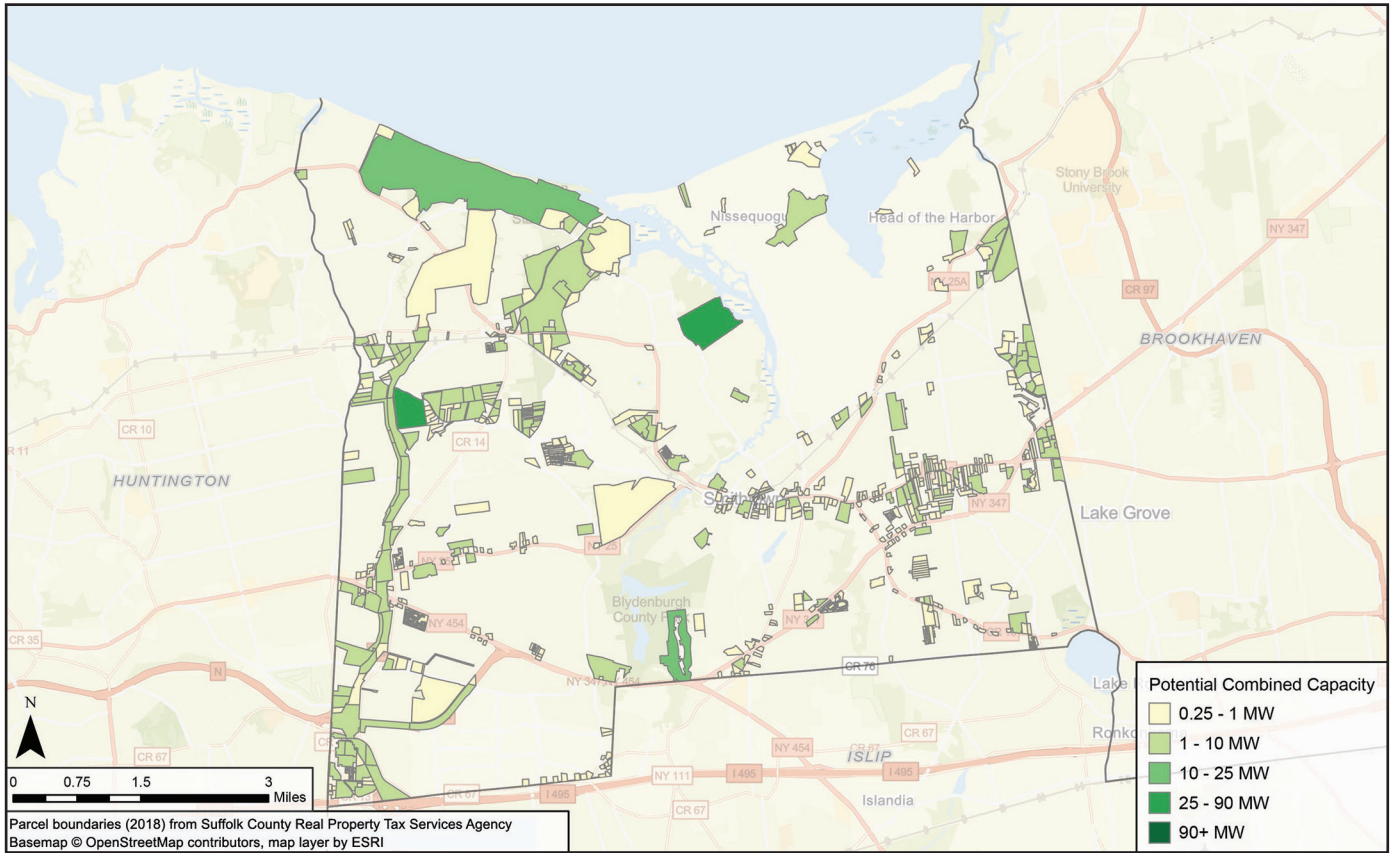 Stony Brook
University
Nissequogu
Head of the Harbor
NY 347
NY 25A
CR 97
BROOKHAVEN
CR 10
CR 14
HUNTINGTON
NY 347
Lake Grove
NY 25
Blydenburgh
County P
CR 35
NY 454
CR 76
N
NY 347
454
Lake R
CR 67
CR 67
Ronkon
NY 454
CR 67
ISLIP
NY 111
I 495
I 495
CR 67
I 495
CR 67
Islandia
N
0 0.75 1.5 3
Miles
Parcel boundaries (2018) from Suffolk County Real Property Tax Services Agency
Basemap © OpenStreetMap contributors, map layer by ESRI
Potential Combined Capacity
0.25 - 1 MW
1 - 10 MW
10 - 25 MW
25 - 90 MW
90+ MW